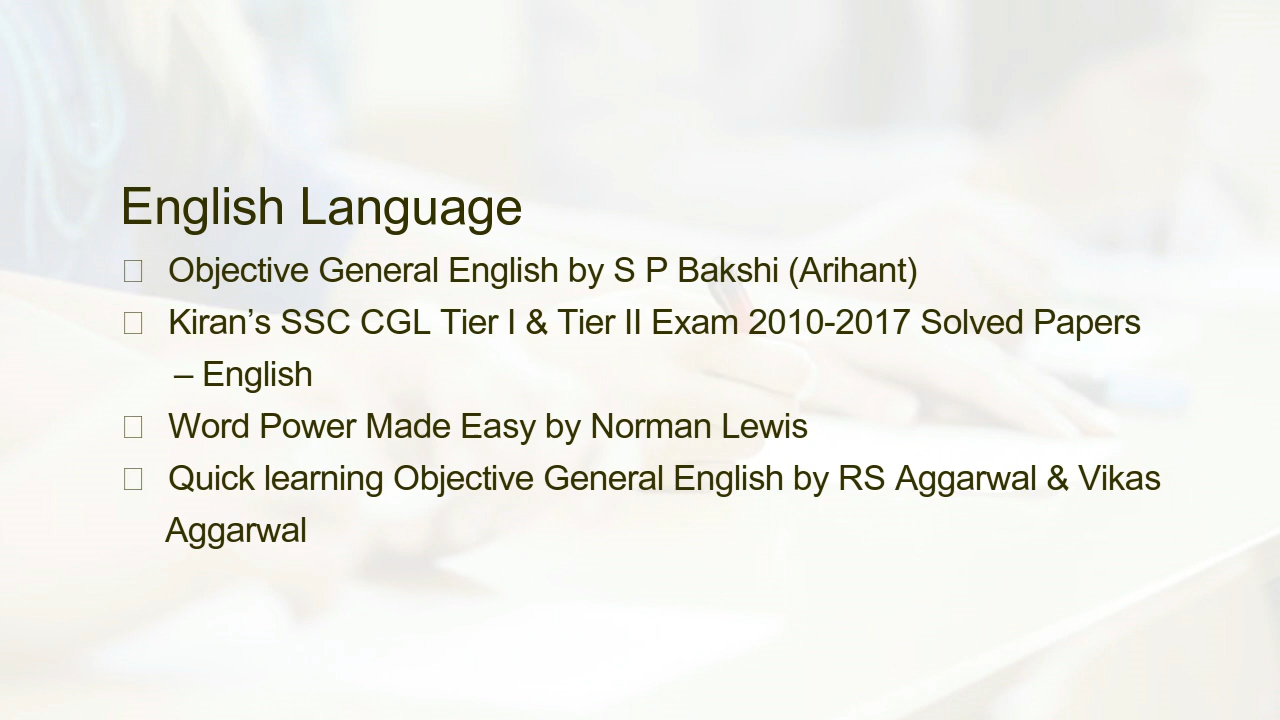 English Language
□ Objective General English by S P Bakshi (Arihant)
□ Kiran’s SSC CGL Tier I & Tier II Exam 2010-2017 Solved Papers
– English
□ Word Power Made Easy by Norman Lewis
□ Quick learning Objective General English by RS Aggarwal & Vikas
Aggarwal